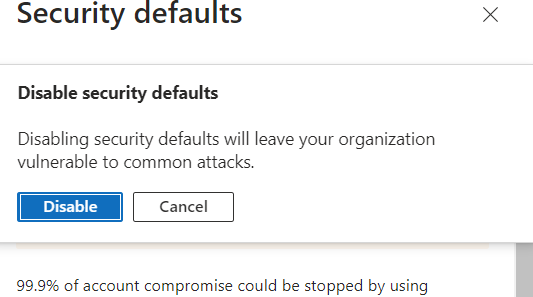 Security defaults
Disable security defaults
Disabling security defaults will leave your organization
vulnerable to common attacks.
Disable
Cancel
99.9% of account compromise could be stopped by using